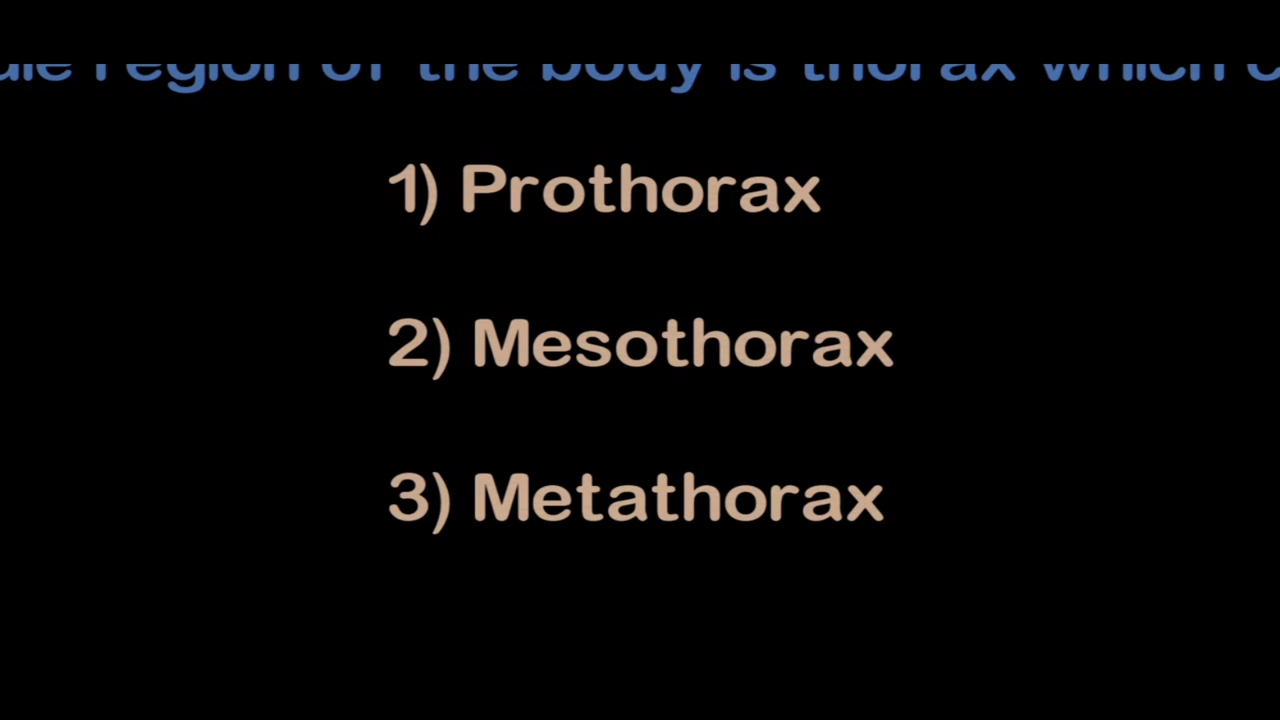 region of the body is thorax which
1) Prothorax
2) Mesothorax
3) Metathorax